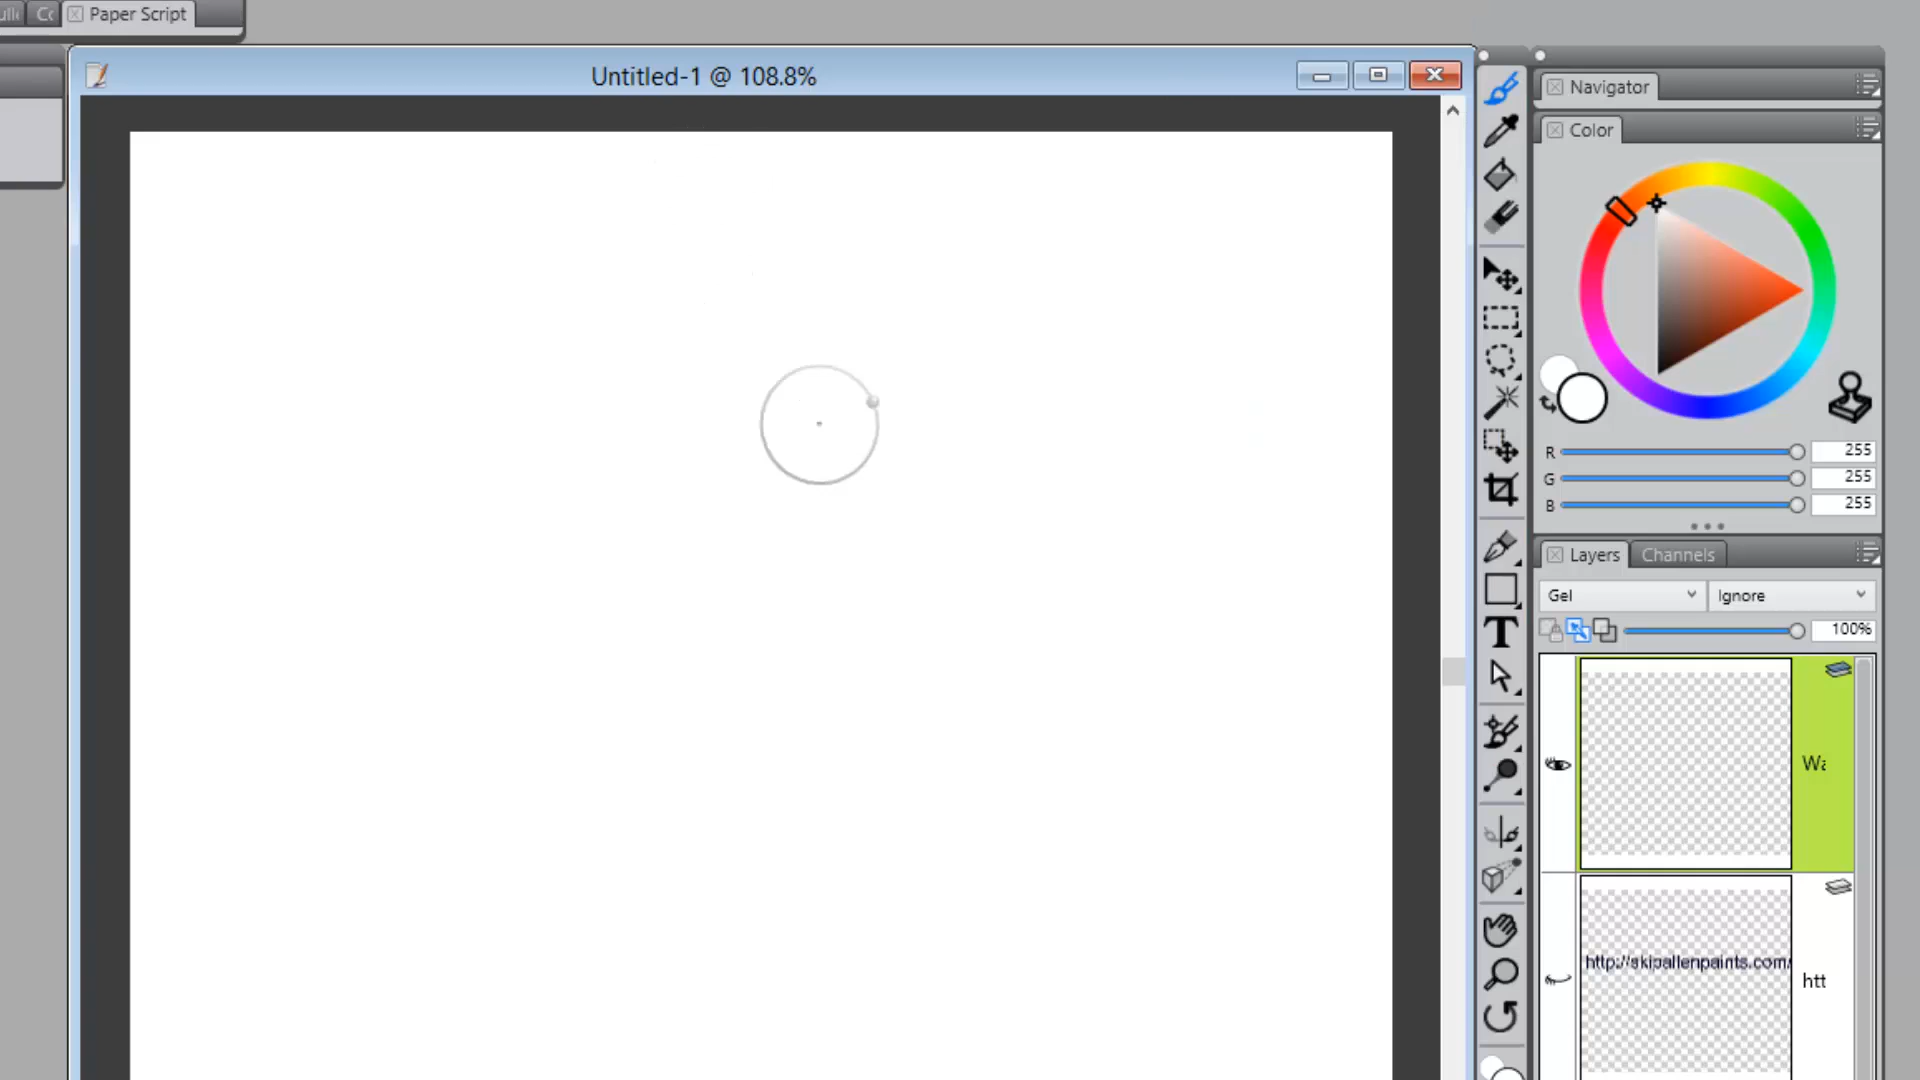 Paper Script
Untitled-1 @ 108.8%
Navigator
Color
R 255
G 255
B 255
Layers Channels
Gel Ignore
100%
Wa
http://skipallenpaints.com/
htt
T